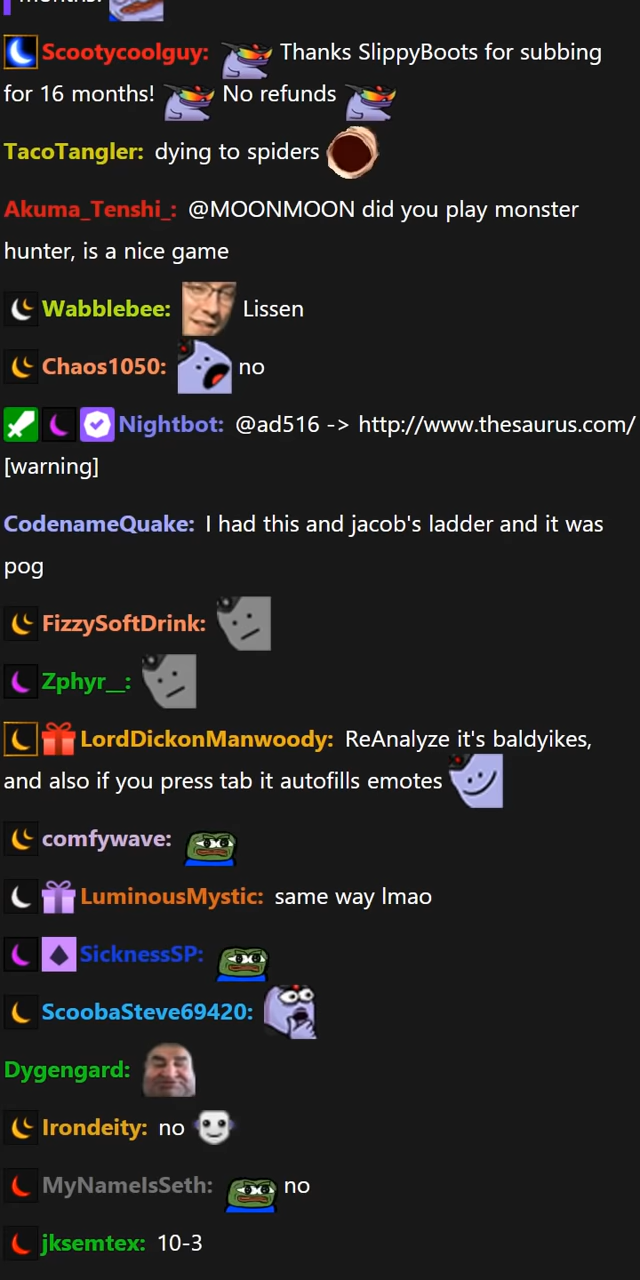 months!
Scootycoolguy: Thanks SlippyBoots for subbing
for 16 months! No refunds
TacoTangler: dying to spiders
Akuma_Tenshi_: @MOONMOON did you play monster
hunter, is a nice game
Wabblebee: Lissen
Chaos1050: no
Nightbot: @ad516 -> http://www.thesaurus.com/
[warning]
CodenameQuake: I had this and jacob's ladder and it was
pog
FizzySoftDrink:
Zphyr__:
LordDickonManwoody: ReAnalyze it's baldyikes,
and also if you press tab it autofills emotes
comfywave:
LuminousMystic: same way lmao
SicknessSP:
ScoobaSteve69420:
Dygengard:
Irondeity: no
MyNameIsSeth: no
jksemtex: 10-3